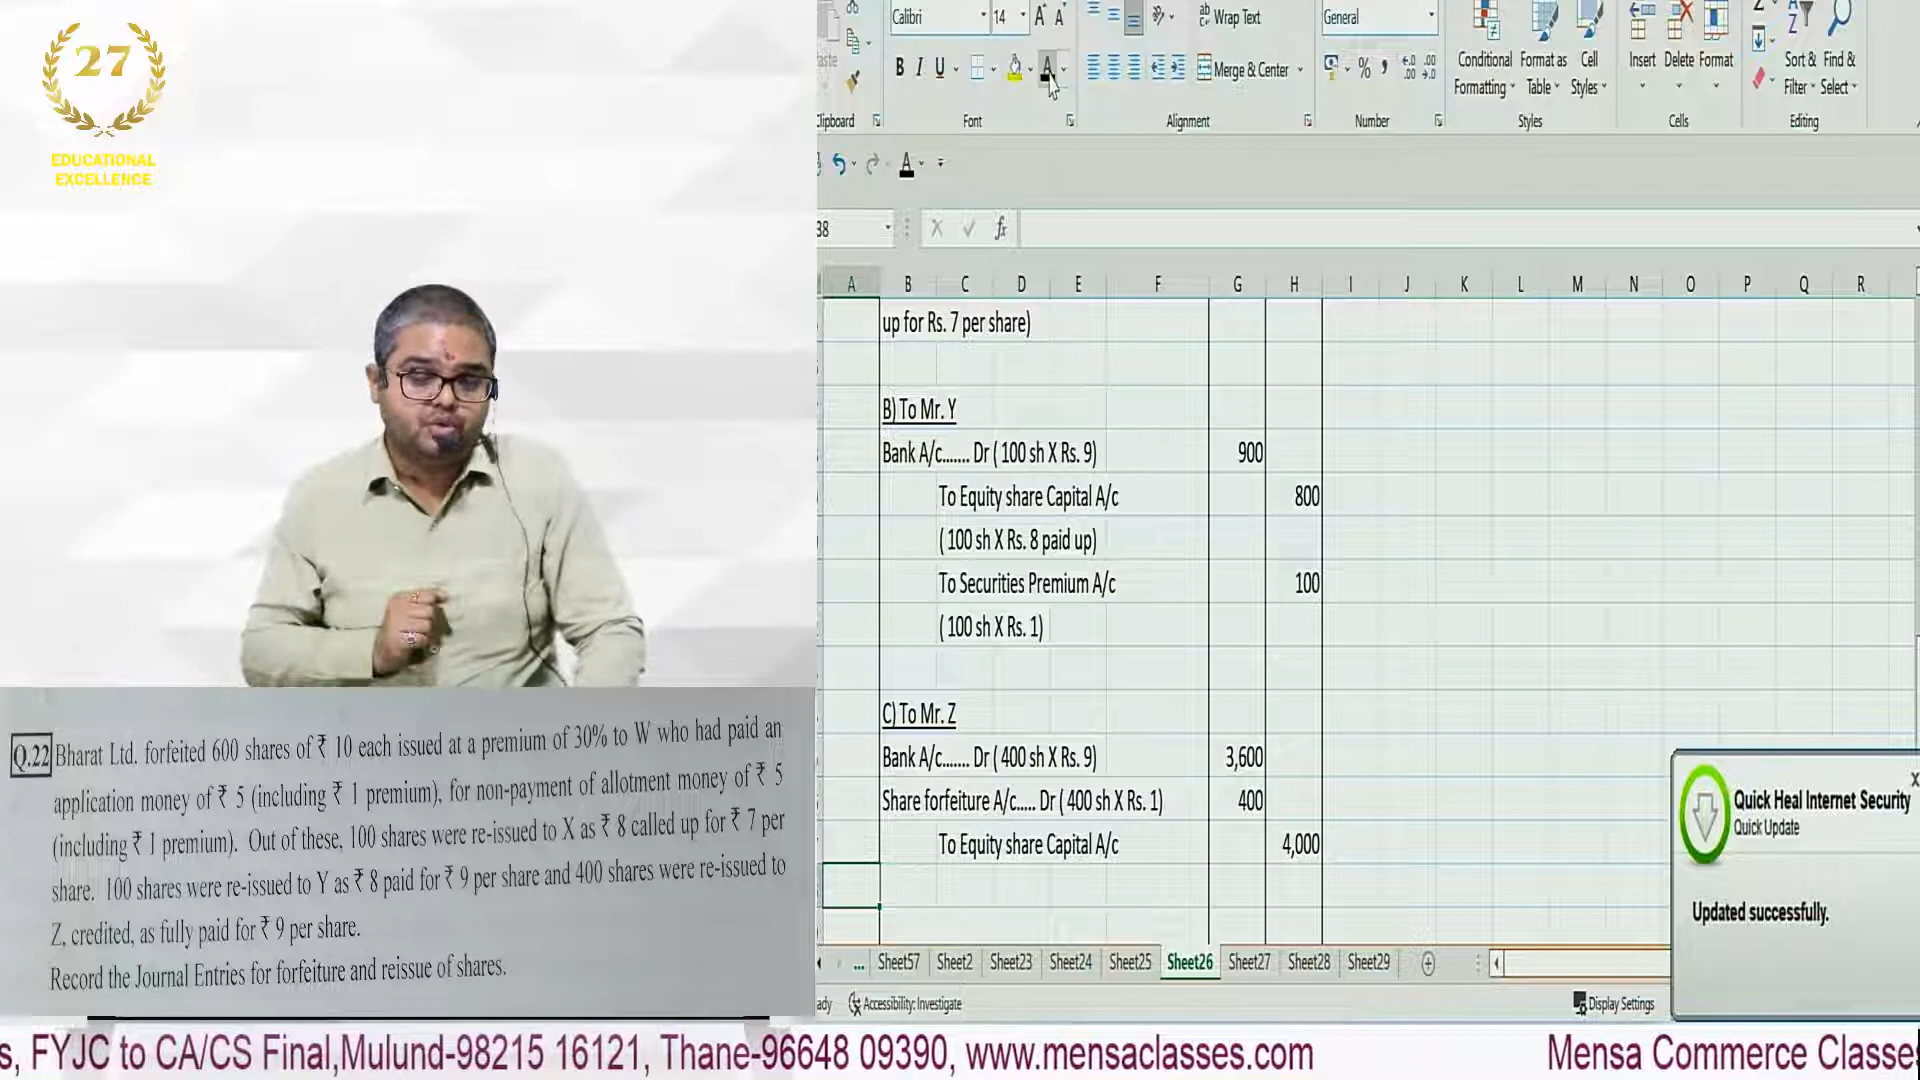 27
EDUCATIONAL
EXCELLENCE
Calibri 14 A A Wrap Text General
B I U A Merge & Center % Conditional Formatting Format as Table Cell Styles Insert Delete Format Sort & Filter Find & Select
Font Alignment Number Styles Cells Editing
A
fx
A B C D E F G H I J K L M N O P Q R
up for Rs. 7 per share)
B) To Mr. Y
Bank A/c....... Dr ( 100 sh X Rs. 9) 900
To Equity share Capital A/c 800
( 100 sh X Rs. 8 paid up)
To Securities Premium A/c 100
( 100 sh X Rs. 1)
C) To Mr. Z
Bank A/c....... Dr ( 400 sh X Rs. 9) 3,600
Share forfeiture A/c..... Dr ( 400 sh X Rs. 1) 400
To Equity share Capital A/c 4,000
... Sheet57 Sheet2 Sheet23 Sheet24 Sheet25 Sheet26 Sheet27 Sheet28 Sheet29
Accessibility: Investigate Display Settings
Quick Heal Internet Security
Quick Update
Updated successfully.
Q.22 Bharat Ltd. forfeited 600 shares of ₹ 10 each issued at a premium of 30% to W who had paid an
application money of ₹ 5 (including ₹ 1 premium), for non-payment of allotment money of ₹ 5
(including ₹ 1 premium). Out of these, 100 shares were re-issued to X as ₹ 8 called up for ₹ 7 per
share. 100 shares were re-issued to Y as ₹ 8 paid for ₹ 9 per share and 400 shares were re-issued to
Z, credited, as fully paid for ₹ 9 per share.
Record the Journal Entries for forfeiture and reissue of shares.
s, FYJC to CA/CS Final,Mulund-98215 16121, Thane-96648 09390, www.mensaclasses.com Mensa Commerce Classes